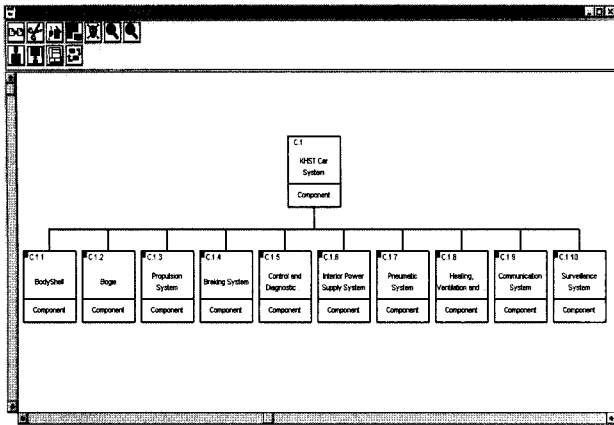 C.1
KHST Car
System
Component
C.1.1
BodyShell
Component
C.1.2
Bogie
Component
C.1.3
Propulsion
System
Component
C.1.4
Braking System
Component
C.1.5
Control and
Diagnostic ..
Component
C.1.6
Interior Power
Supply System
Component
C.1.7
Pneumatic
System
Component
C.1.8
Heating,
Ventilation and ..
Component
C.1.9
Communication
System
Component
C.1.10
Surveillance
System
Component